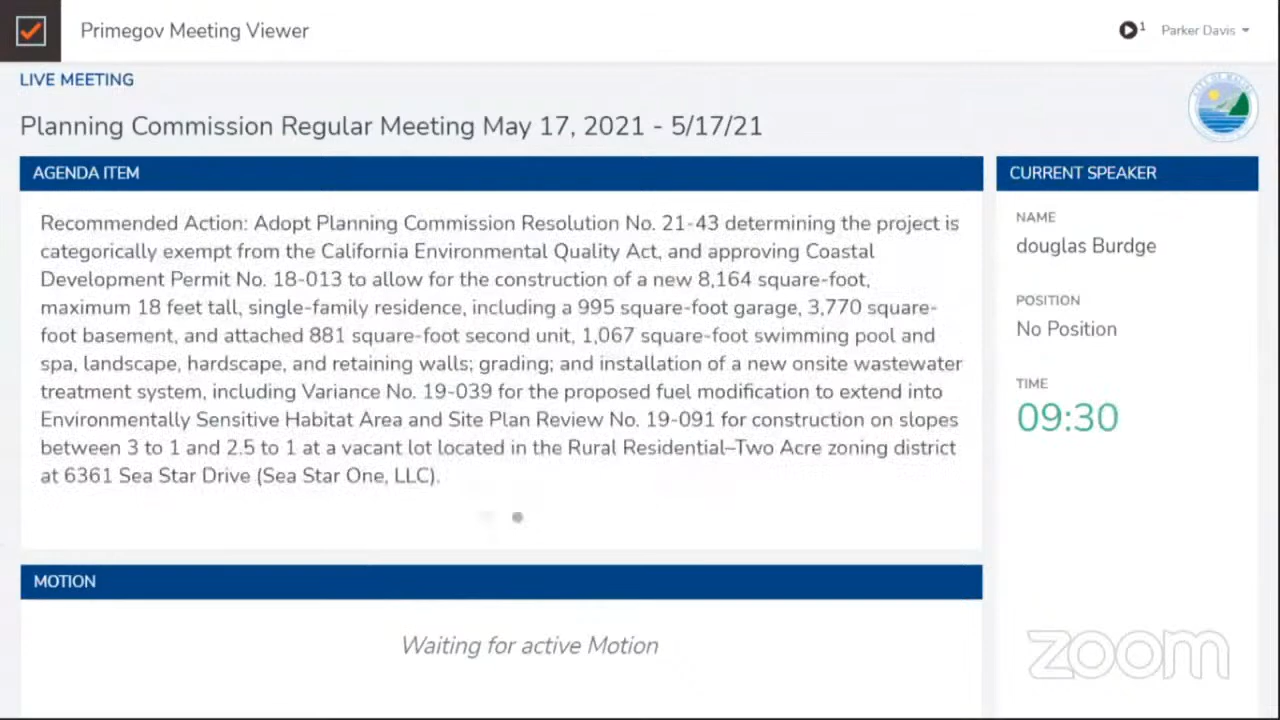 Primegov Meeting Viewer
1
Parker Davis
LIVE MEETING
Planning Commission Regular Meeting May 17, 2021 - 5/17/21
AGENDA ITEM
Recommended Action: Adopt Planning Commission Resolution No. 21-43 determining the project is
categorically exempt from the California Environmental Quality Act, and approving Coastal
Development Permit No. 18-013 to allow for the construction of a new 8,164 square-foot,
maximum 18 feet tall, single-family residence, including a 995 square-foot garage, 3,770 square-
foot basement, and attached 881 square-foot second unit, 1,067 square-foot swimming pool and
spa, landscape, hardscape, and retaining walls; grading; and installation of a new onsite wastewater
treatment system, including Variance No. 19-039 for the proposed fuel modification to extend into
Environmentally Sensitive Habitat Area and Site Plan Review No. 19-091 for construction on slopes
between 3 to 1 and 2.5 to 1 at a vacant lot located in the Rural Residential–Two Acre zoning district
at 6361 Sea Star Drive (Sea Star One, LLC).
MOTION
Waiting for active Motion
CURRENT SPEAKER
NAME
douglas Burdge
POSITION
No Position
TIME
09:30
zoom